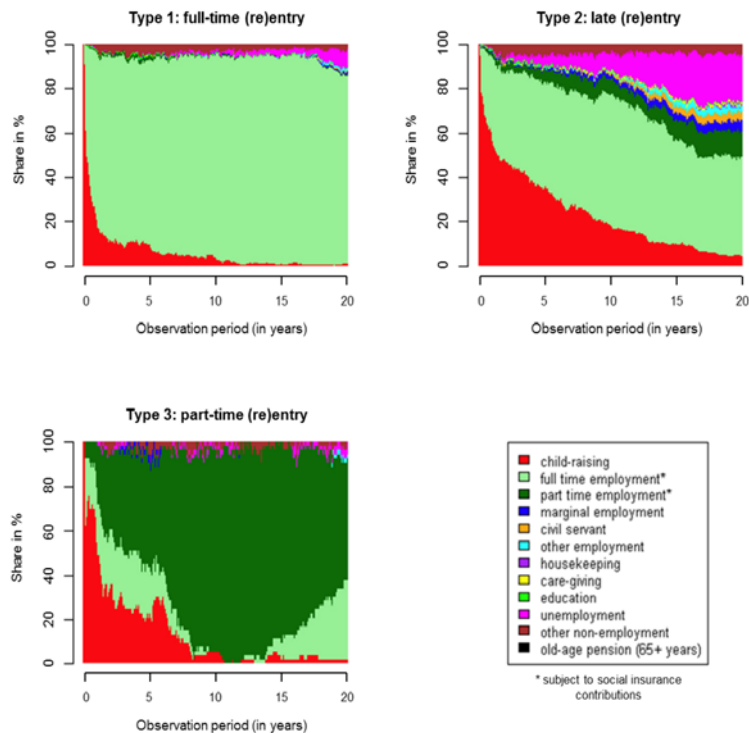 Type 1: full-time (re)entry
Share in %
100
80
60
40
20
0
0 5 10 15 20
Observation period (in years)
Type 2: late (re)entry
Share in %
100
80
60
40
20
0
0 5 10 15 20
Observation period (in years)
Type 3: part-time (re)entry
Share in %
100
80
60
40
20
0
0 5 10 15 20
Observation period (in years)
child-raising
full time employment*
part time employment*
marginal employment
civil servant
other employment
housekeeping
care-giving
education
unemployment
other non-employment
old-age pension (65+ years)
* subject to social insurance
contributions